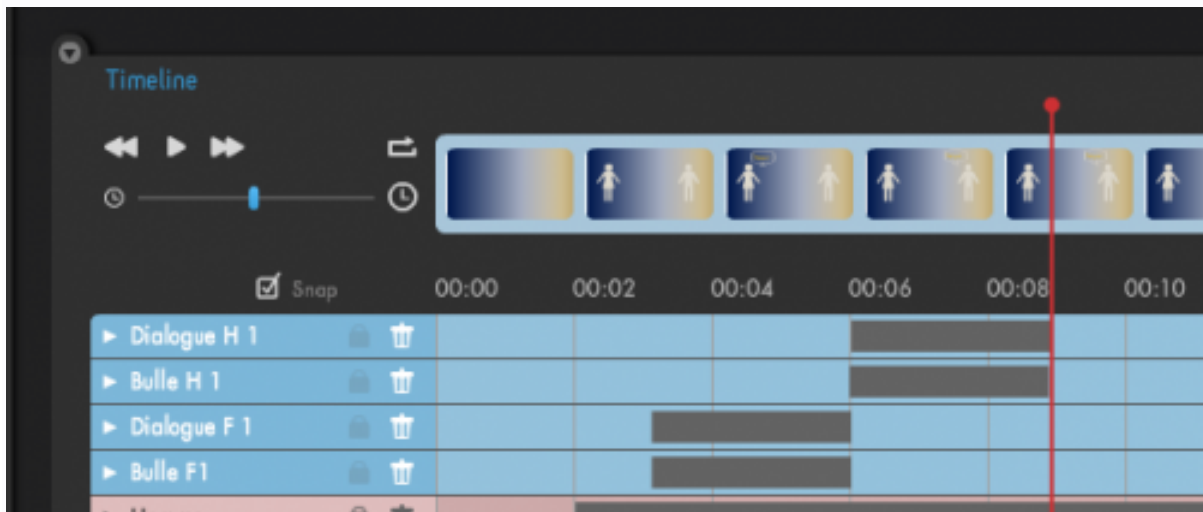 Timeline
Snap 00:00 00:02 00:04 00:06 00:08 00:10
Dialogue H 1
Bulle H 1
Dialogue F 1
Bulle F1